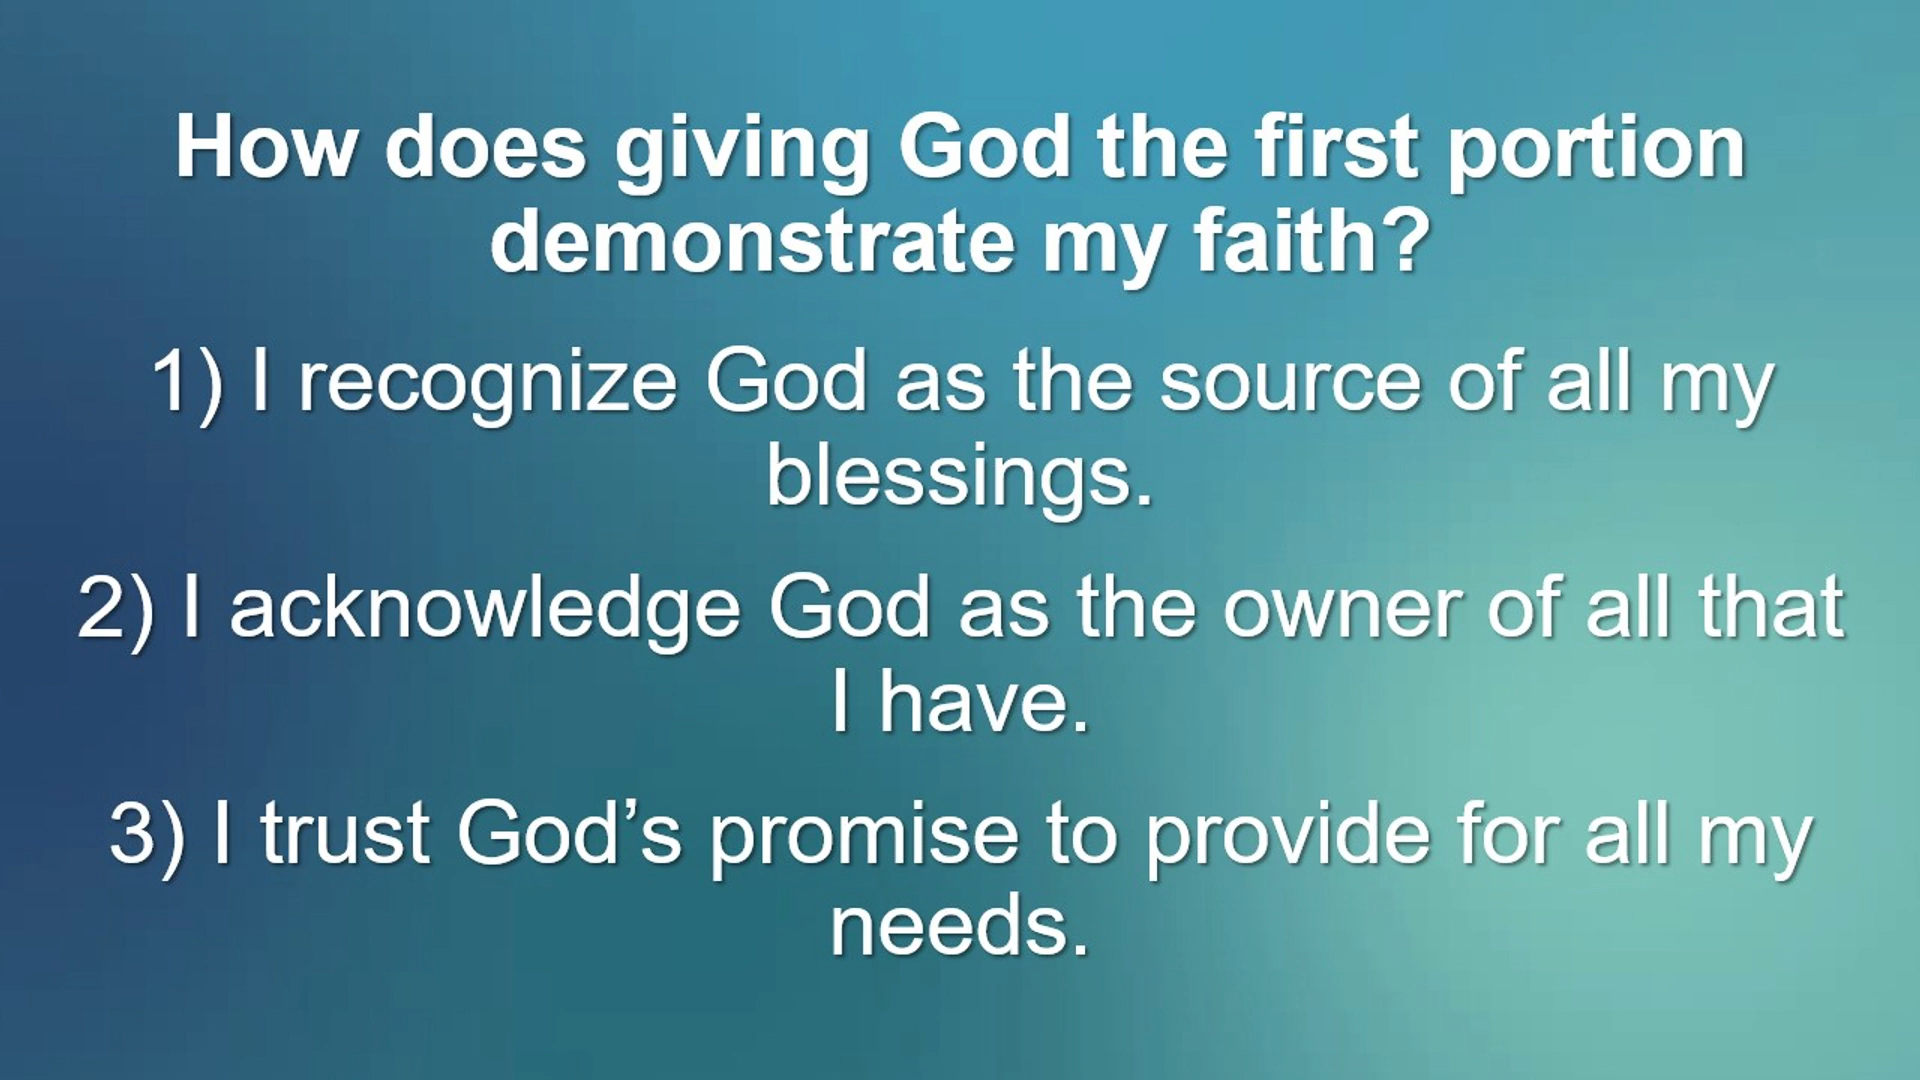 How does giving God the first portion
demonstrate my faith?
1) I recognize God as the source of all my
blessings.
2) I acknowledge God as the owner of all that
I have.
3) I trust God’s promise to provide for all my
needs.